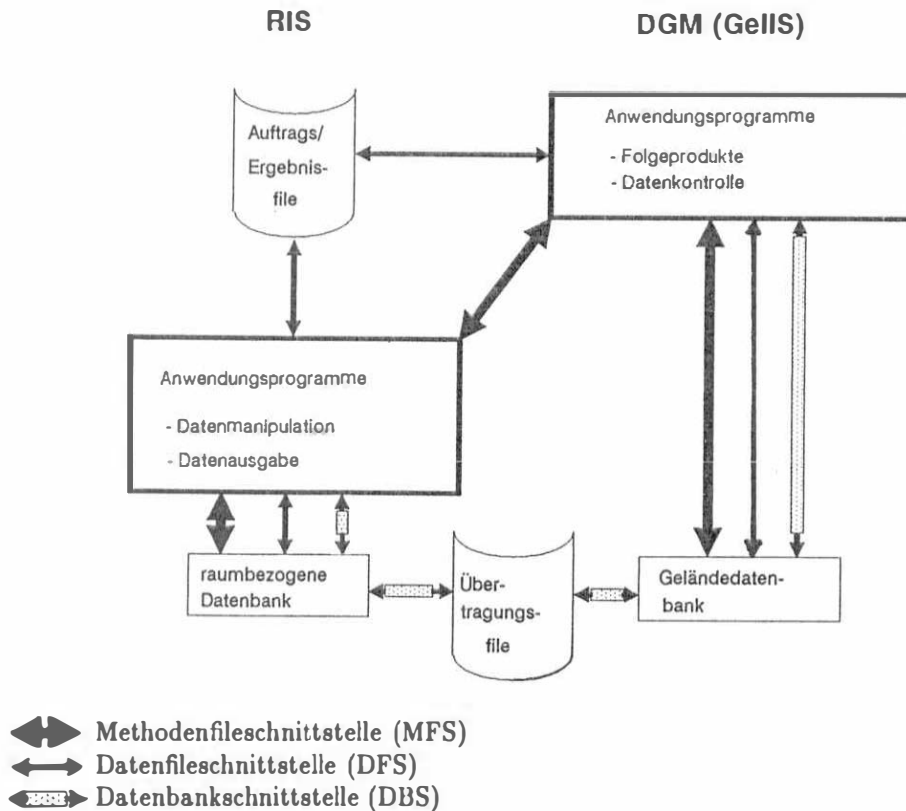 RIS
DGM (GelIS)
Auftrags/
Ergebnis-
file
Anwendungsprogramme
- Folgeprodukte
- Datenkontrolle
Anwendungsprogramme
- Datenmanipulation
- Datenausgabe
raumbezogene
Datenbank
Über-
tragungs-
file
Geländedaten-
bank
Methodenfileschnittstelle (MFS)
Datenfileschnittstelle (DFS)
Datenbankschnittstelle (DBS)